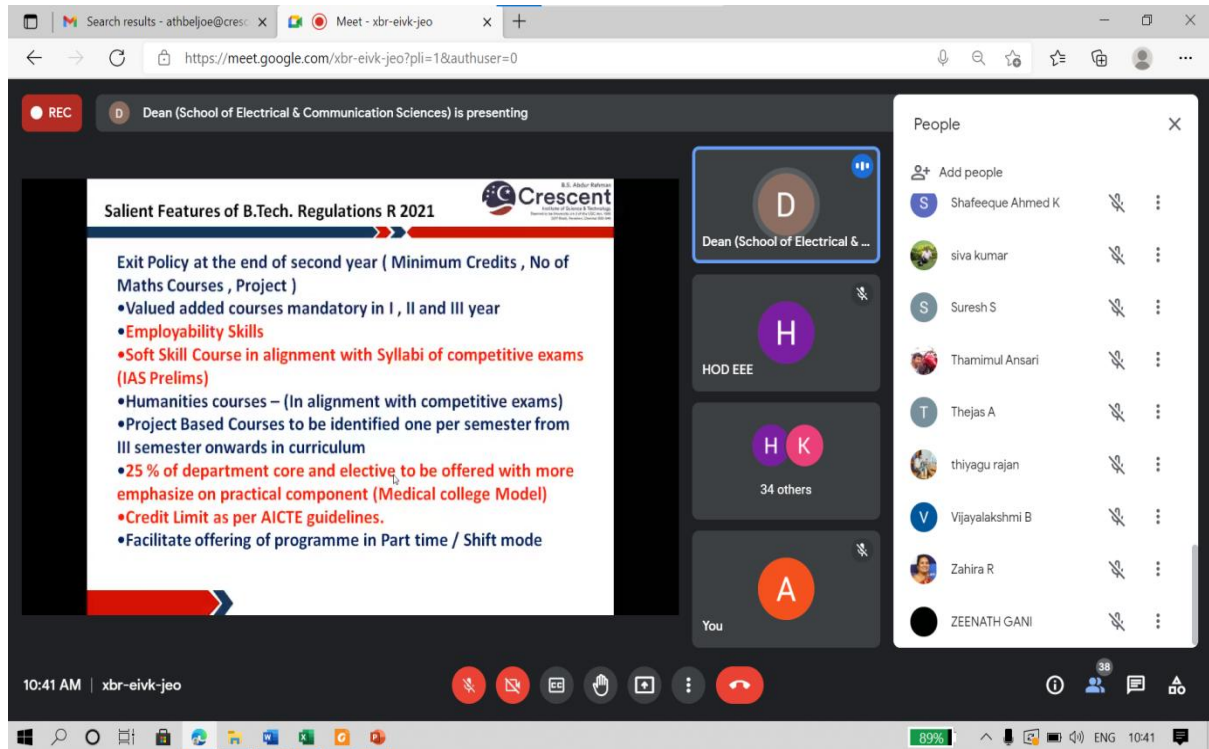 Search results - athbeljoe@cresc
Meet - xbr-eivk-jeo
https://meet.google.com/xbr-eivk-jeo?pli=1&authuser=0
REC
D
Dean (School of Electrical & Communication Sciences) is presenting
B.S. Abdur Rahman
Crescent
Institute of Science & Technology
Salient Features of B.Tech. Regulations R 2021
Exit Policy at the end of second year ( Minimum Credits , No of
Maths Courses , Project )
•Valued added courses mandatory in I , II and III year
•Employability Skills
•Soft Skill Course in alignment with Syllabi of competitive exams
(IAS Prelims)
•Humanities courses – (In alignment with competitive exams)
•Project Based Courses to be identified one per semester from
III semester onwards in curriculum
•25 % of department core and elective to be offered with more
emphasize on practical component (Medical college Model)
•Credit Limit as per AICTE guidelines.
•Facilitate offering of programme in Part time / Shift mode
D
Dean (School of Electrical & ...
H
HOD EEE
H K
34 others
A
You
People
Add people
S Shafeeque Ahmed K
siva kumar
S Suresh S
Thamimul Ansari
T Thejas A
thiyagu rajan
V Vijayalakshmi B
Zahira R
ZEENATH GANI
10:41 AM | xbr-eivk-jeo
CC
38
89%
ENG 10:41